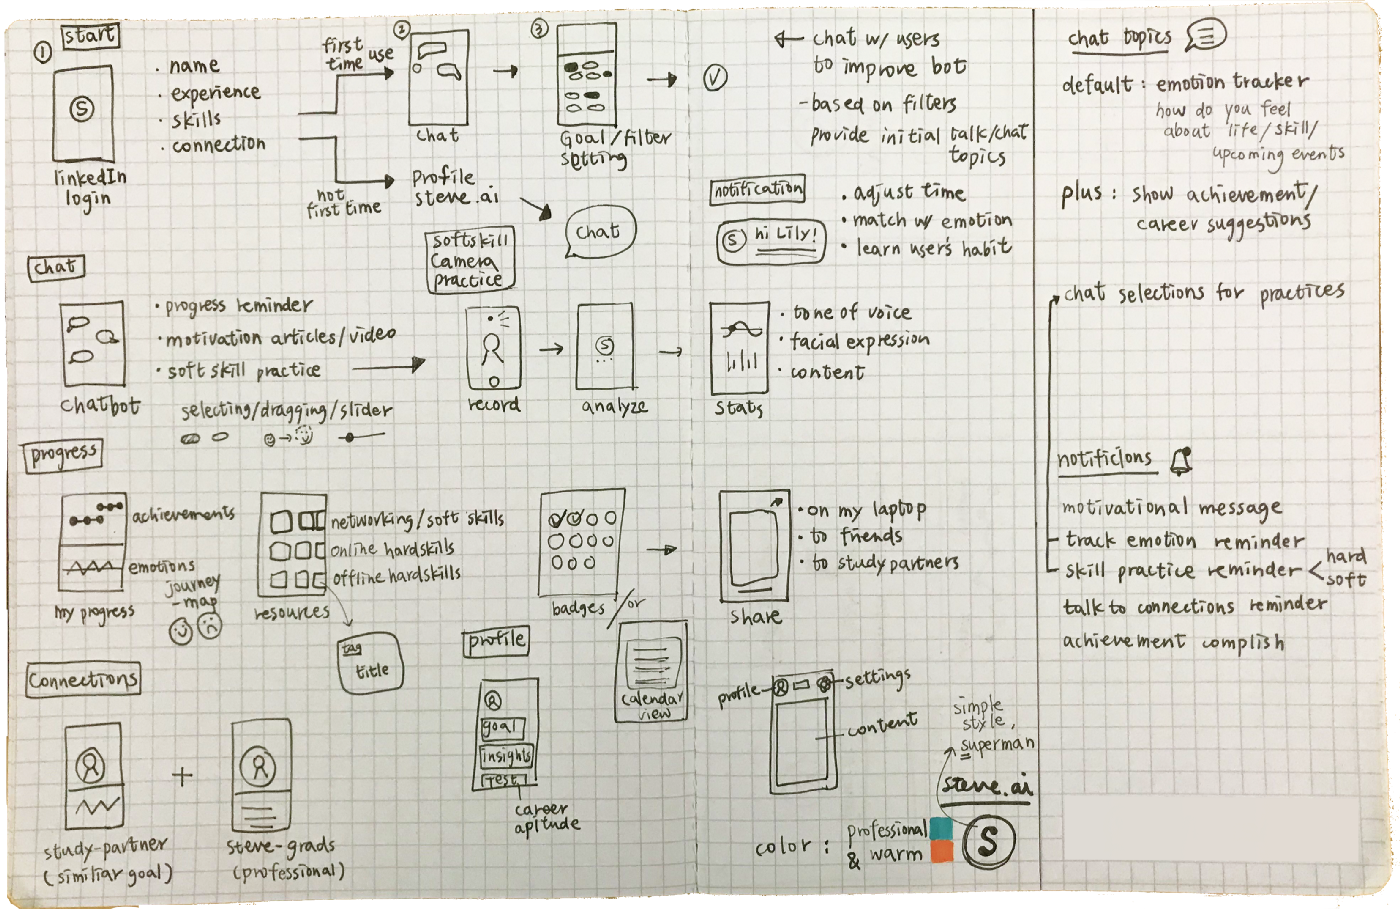 start
1
S
linkedIn
login
· name
· experience
· skills
· connection
first
time use
not
first time
2
chat
3
Goal/filter
setting
profile
steve.ai
chat
V
← chat w/ users
to improve bot
-based on filters
provide initial talk/chat
topics
notification
S hi Lily!
· adjust time
· match w/ emotion
· learn user's habit
chat
chatbot
· progress reminder
· motivation articles/video
· soft skill practice
selecting/dragging/slider
softskill
Camera
practice
record
S
analyze
stats
· tone of voice
· facial expression
· content
progress
achievements
emotions
my progress
journey
-map
networking/soft skills
online hardskills
offline hardskills
resources
tag
title
badges /or
calendar
view
share
· on my laptop
· to friends
· to study partners
Connections
study-partner
(similiar goal)
+
steve-grads
(professional)
profile
goal
insights
Test
career
aptitude
profile
settings
content
simple
style,
superman
steve.ai
S
color :
professional
& warm
chat topics
default : emotion tracker
how do you feel
about life/skill/
upcoming events
plus : show achievement/
career suggestions
chat selections for practices
notificions
motivational message
track emotion reminder
skill practice reminder < hard
soft
talk to connections reminder
achievement complish